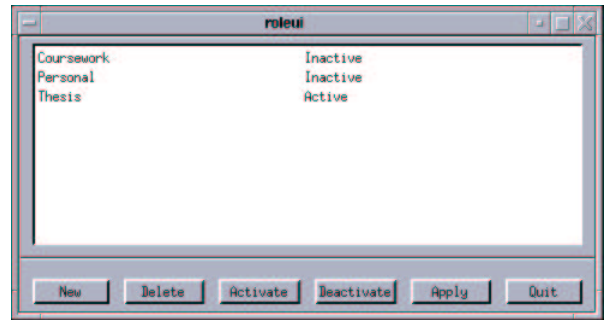 roleui
Coursework Inactive
Personal Inactive
Thesis Active
New Delete Activate Deactivate Apply Quit